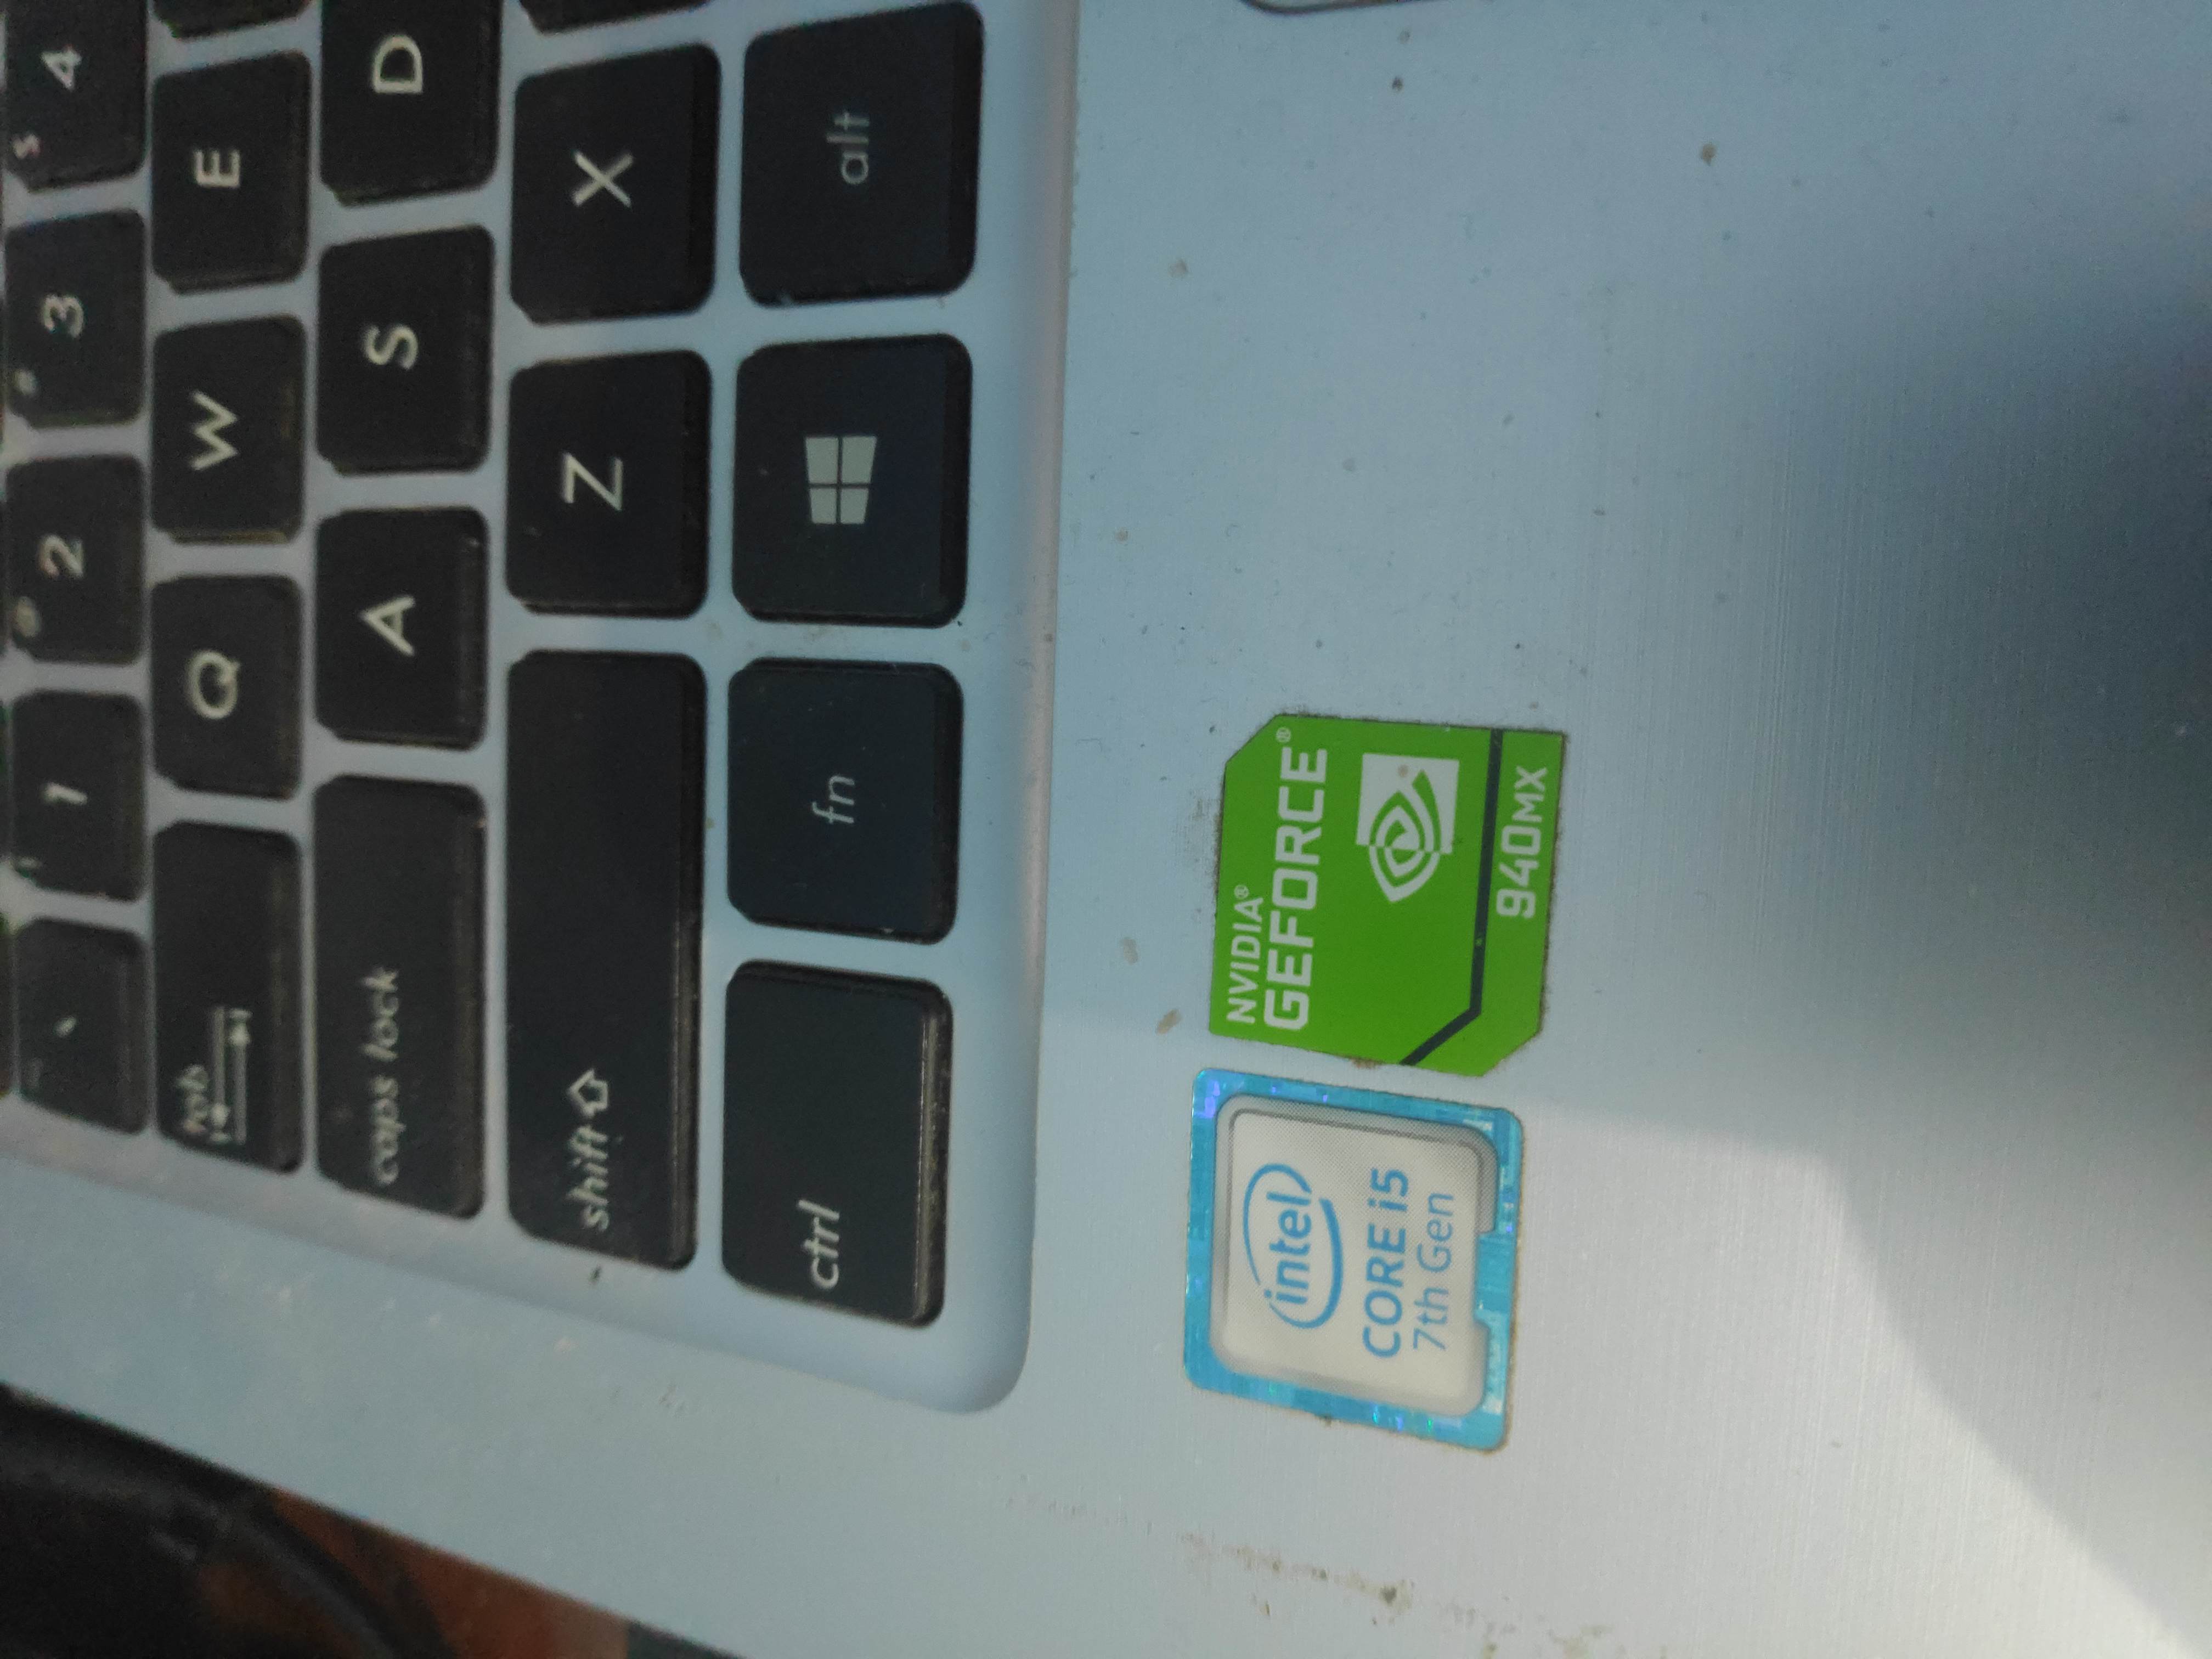 ` ! 1 @ 2 # 3 $ 4
tab Q W E
caps lock A S D
shift Z X
ctrl fn alt
intel
CORE i5
7th Gen
NVIDIA®
GEFORCE®
940MX